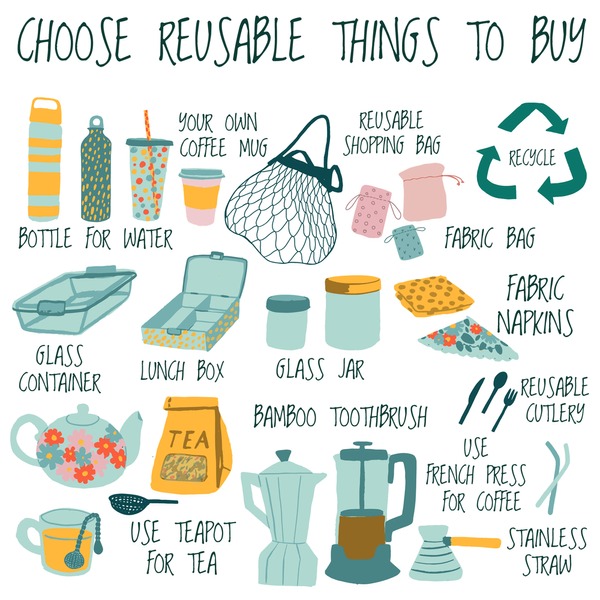 CHOOSE REUSABLE THINGS TO BUY
YOUR OWN
COFFEE MUG
REUSABLE
SHOPPING BAG
RECYCLE
BOTTLE FOR WATER
FABRIC BAG
FABRIC
NAPKINS
GLASS
CONTAINER
LUNCH BOX
GLASS JAR
REUSABLE
CUTLERY
BAMBOO TOOTHBRUSH
TEA
USE
FRENCH PRESS
FOR COFFEE
USE TEAPOT
FOR TEA
STAINLESS
STRAW